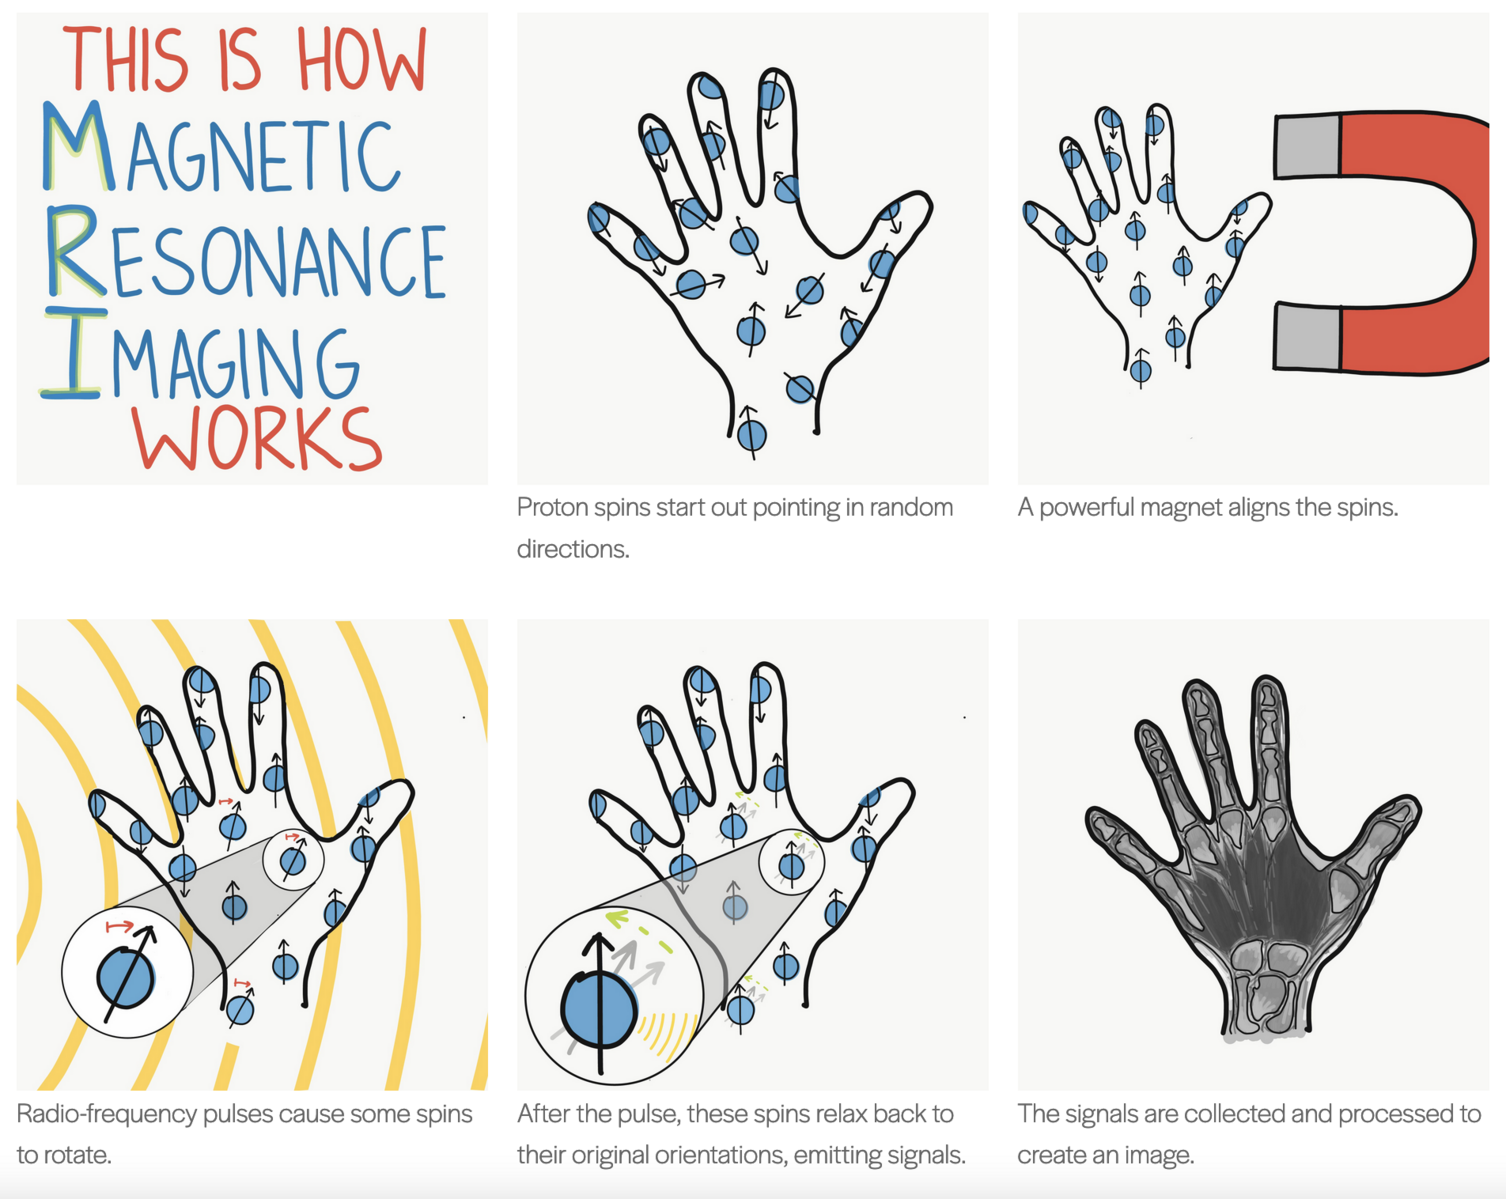 THIS IS HOW
MAGNETIC
RESONANCE
IMAGING
WORKS
Proton spins start out pointing in random
directions.
A powerful magnet aligns the spins.
Radio-frequency pulses cause some spins
to rotate.
After the pulse, these spins relax back to
their original orientations, emitting signals.
The signals are collected and processed to
create an image.